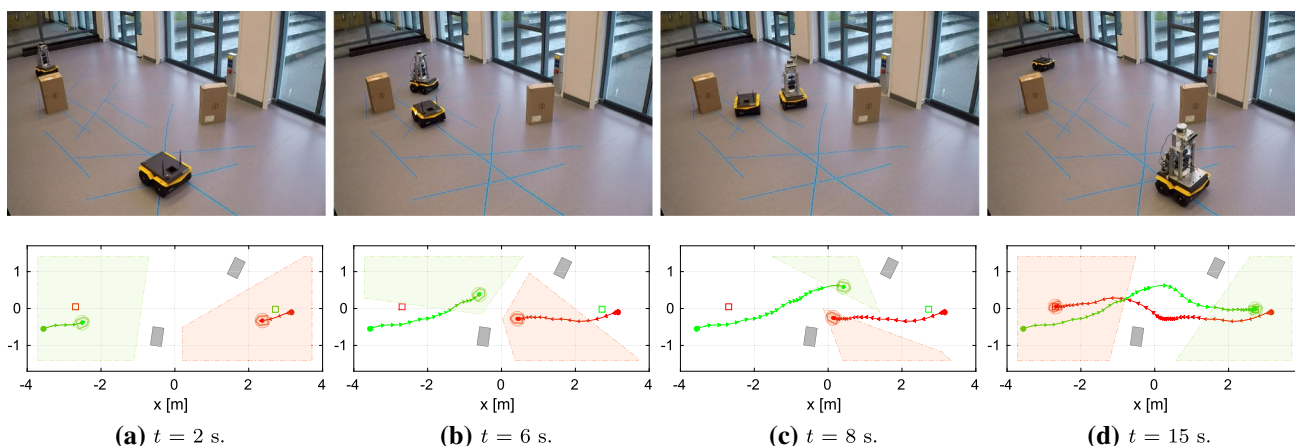 1
0
-1
-4 -2 0 2 4
x [m]
(a) t = 2 s.
1
0
-1
-4 -2 0 2 4
x [m]
(b) t = 6 s.
1
0
-1
-4 -2 0 2 4
x [m]
(c) t = 8 s.
1
0
-1
-4 -2 0 2 4
x [m]
(d) t = 15 s.